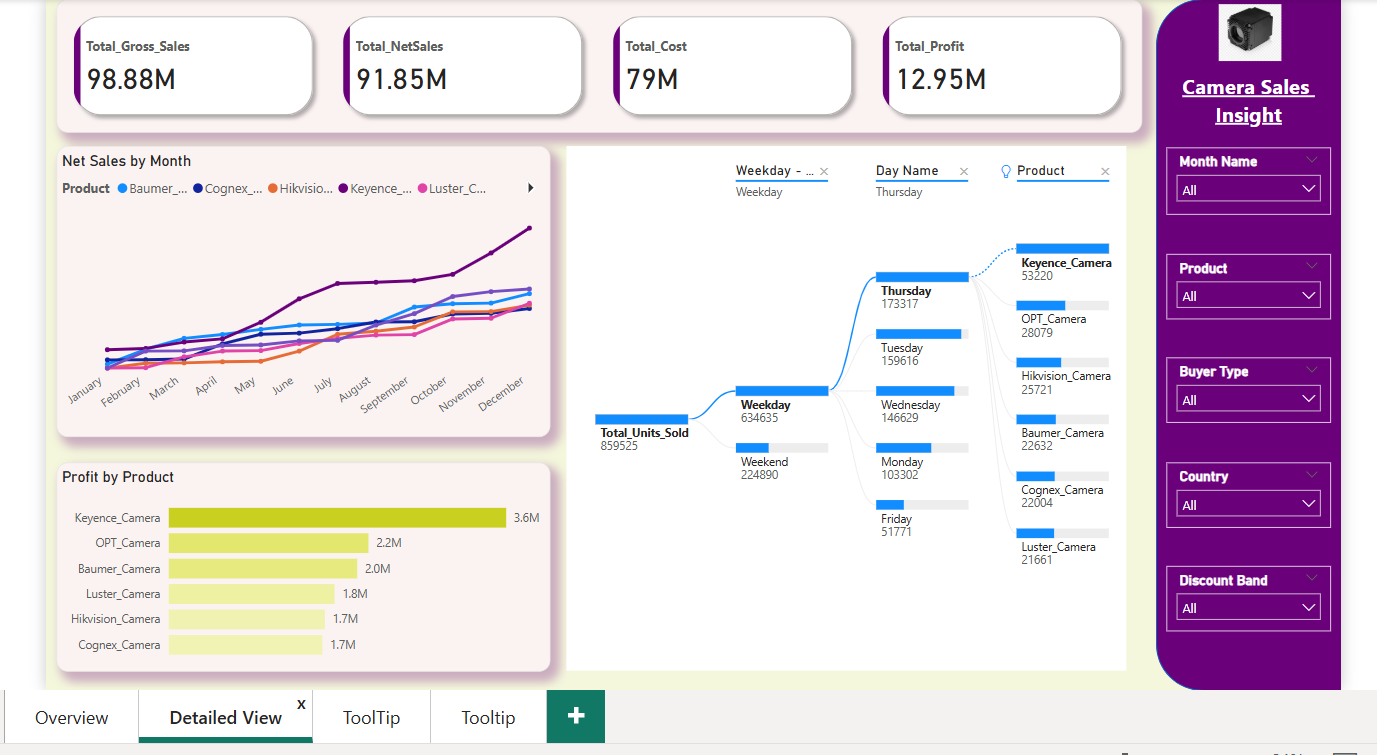 Total_Gross_Sales
98.88M
Total_NetSales
91.85M
Total_Cost
79M
Total_Profit
12.95M
Camera Sales
Insight
Net Sales by Month
Product Baumer_... Cognex_... Hikvisio... Keyence_... Luster_C...
January
February
March
April
May
June
July
August
September
October
November
December
Profit by Product
Keyence_Camera 3.6M
OPT_Camera 2.2M
Baumer_Camera 2.0M
Luster_Camera 1.8M
Hikvision_Camera 1.7M
Cognex_Camera 1.7M
Weekday - ...
Weekday
Day Name
Thursday
Product
Total_Units_Sold
859525
Weekday
634635
Weekend
224890
Thursday
173317
Tuesday
159616
Wednesday
146629
Monday
103302
Friday
51771
Keyence_Camera
53220
OPT_Camera
28079
Hikvision_Camera
25721
Baumer_Camera
22632
Cognex_Camera
22004
Luster_Camera
21661
Month Name
All
Product
All
Buyer Type
All
Country
All
Discount Band
All
Overview
Detailed View x
ToolTip
Tooltip
+